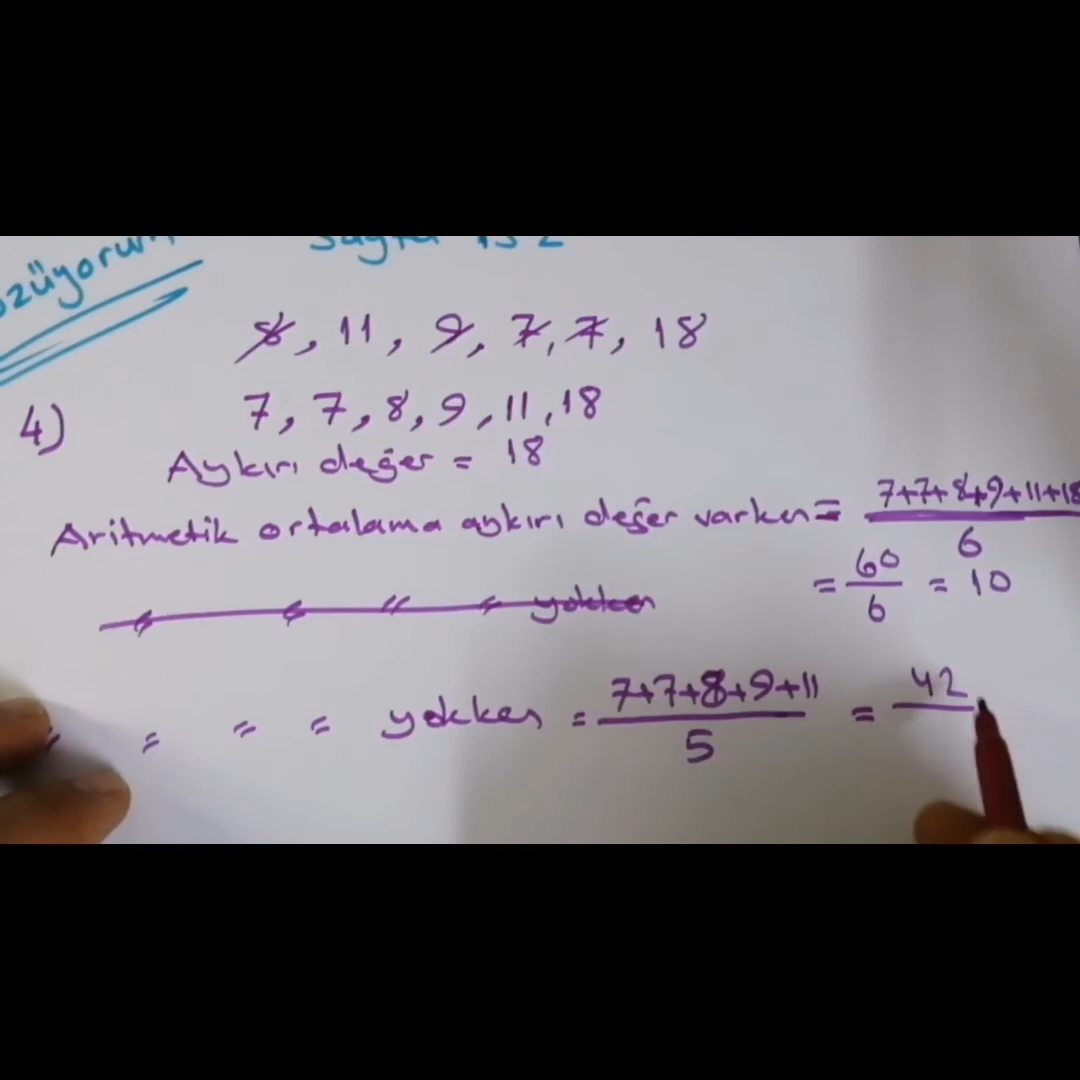 Sayfa 152
8, 11, 9, 7, 7, 18
4) 7, 7, 8, 9, 11, 18
Aykırı değer = 18
Aritmetik ortalama aykırı değer varken = 7+7+8+9+11+18 / 6
= 60/6 = 10
" " " " yokken
" " " " yokken = 7+7+8+9+11 / 5 = 42